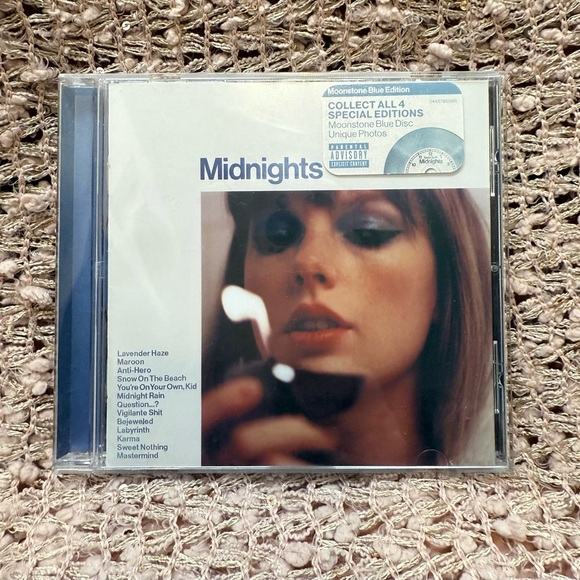 Moonstone Blue Edition
COLLECT ALL 4
SPECIAL EDITIONS
Moonstone Blue Disc
Unique Photos
PARENTAL
ADVISORY
EXPLICIT CONTENT
Midnights
Midnights
Lavender Haze
Maroon
Anti-Hero
Snow On The Beach
You're On Your Own, Kid
Midnight Rain
Question...?
Vigilante Shit
Bejeweled
Labyrinth
Karma
Sweet Nothing
Mastermind